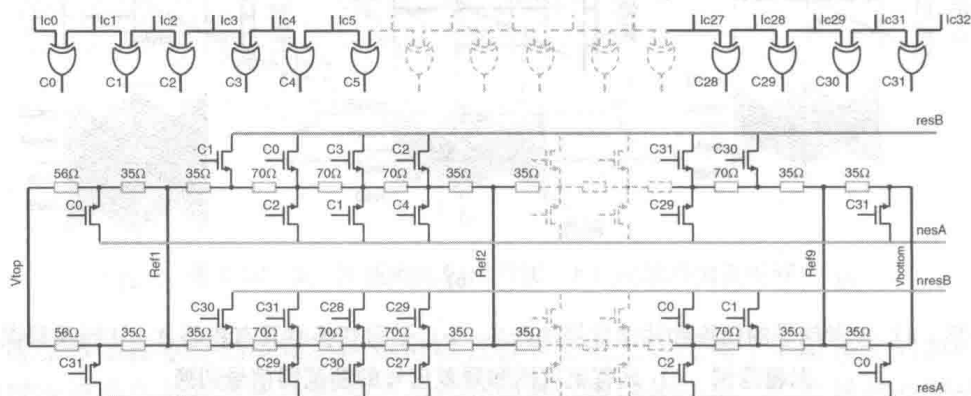 Ic0 Ic1 Ic2 Ic3 Ic4 Ic5 Ic27 Ic28 Ic29 Ic31 Ic32
C0 C1 C2 C3 C4 C5 C28 C29 C30 C31
resB
C1 C0 C3 C2 C31 C30
56Ω 35Ω 35Ω 70Ω 70Ω 70Ω 35Ω 35Ω 70Ω 35Ω 35Ω
C0 C2 C1 C4 C29 C31
nesA
Vtop Ref1 Ref2 Ref9 Vbottom
nresB
C30 C31 C28 C29 C0 C1
56Ω 35Ω 35Ω 70Ω 70Ω 70Ω 35Ω 35Ω 70Ω 35Ω 35Ω
C31 C29 C30 C27 C2 C0
resA